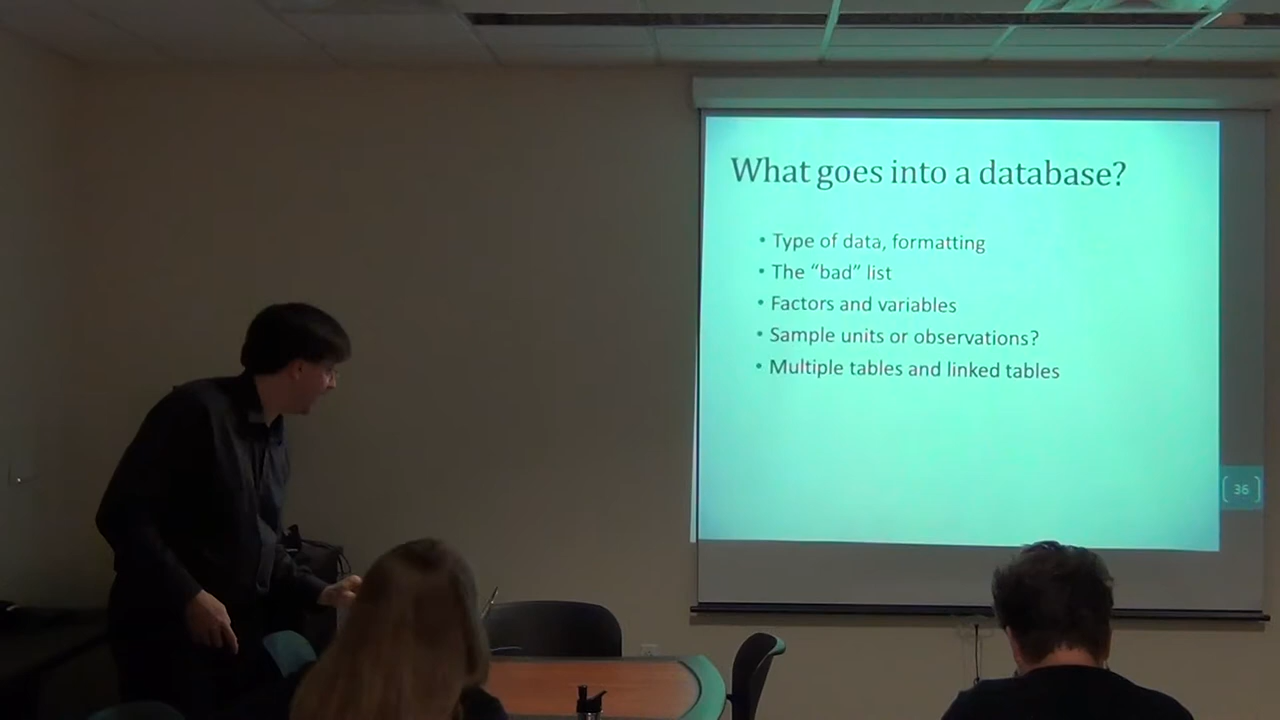 What goes into a database?
• Type of data, formatting
• The “bad” list
• Factors and variables
• Sample units or observations?
• Multiple tables and linked tables
36